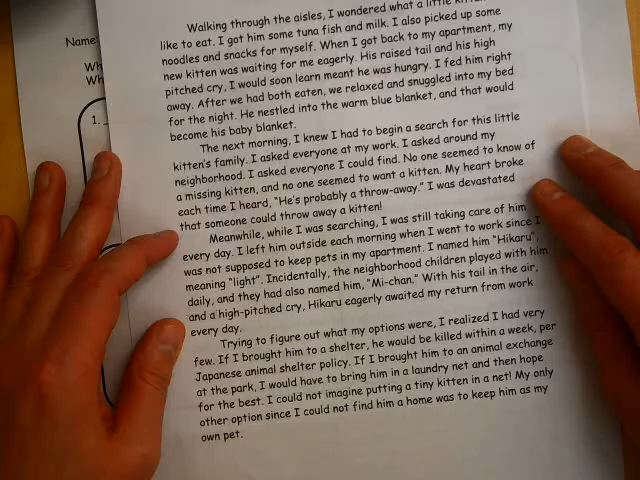 Walking through the aisles, I wondered what a little
like to eat. I got him some tuna fish and milk. I also picked up some
noodles and snacks for myself. When I got back to my apartment, my
new kitten was waiting for me eagerly. His raised tail and his high
pitched cry, I would soon learn meant he was hungry. I fed him right
away. After we had both eaten, we relaxed and snuggled into my bed
for the night. He nestled into the warm blue blanket, and that would
become his baby blanket.
The next morning, I knew I had to begin a search for this little
kitten's family. I asked everyone at my work. I asked around my
neighborhood. I asked everyone I could find. No one seemed to know of
a missing kitten, and no one seemed to want a kitten. My heart broke
each time I heard, "He's probably a throw-away." I was devastated
that someone could throw away a kitten!
Meanwhile, while I was searching, I was still taking care of him
every day. I left him outside each morning when I went to work since I
was not supposed to keep pets in my apartment. I named him "Hikaru",
meaning "light". Incidentally, the neighborhood children played with him
daily, and they had also named him, "Mi-chan." With his tail in the air,
and a high-pitched cry, Hikaru eagerly awaited my return from work
every day.
Trying to figure out what my options were, I realized I had very
few. If I brought him to a shelter, he would be killed within a week, per
Japanese animal shelter policy. If I brought him to an animal exchange
at the park, I would have to bring him in a laundry net and then hope
for the best. I could not imagine putting a tiny kitten in a net! My only
other option since I could not find him a home was to keep him as my
own pet.
Name
Wh
Wh
1.